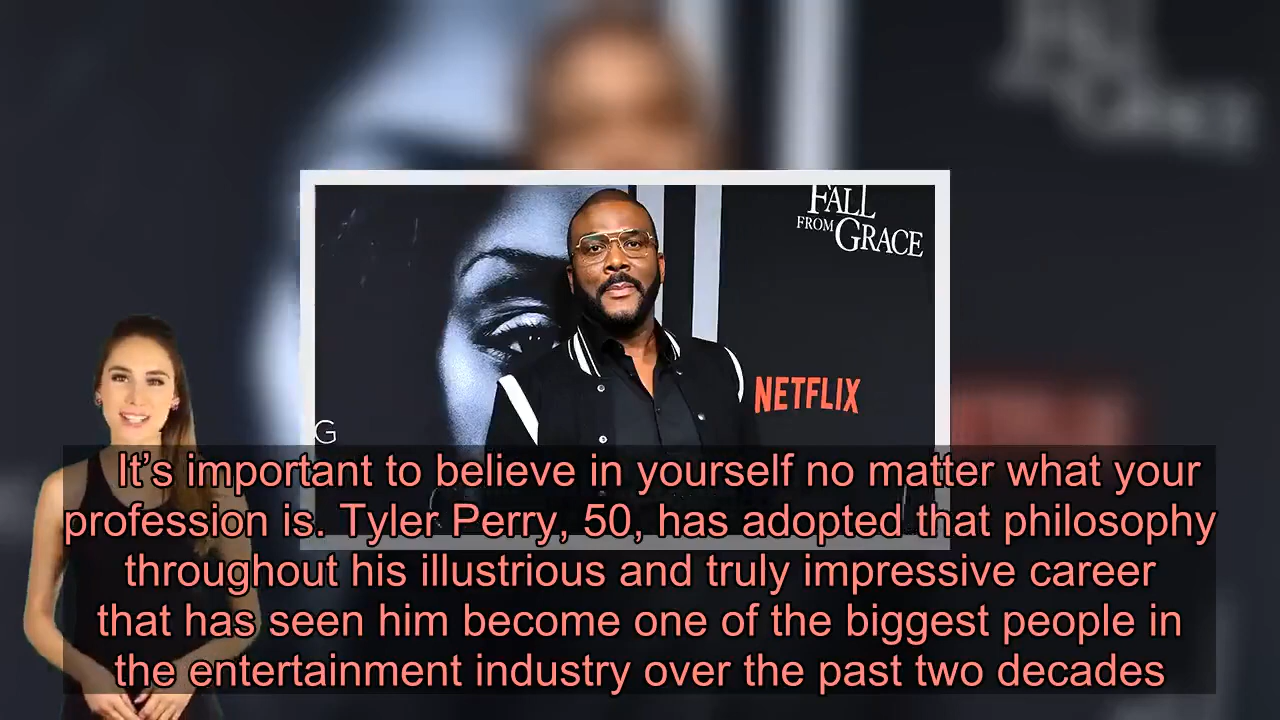 FALL
FROM GRACE
NETFLIX
G
It’s important to believe in yourself no matter what your
profession is. Tyler Perry, 50, has adopted that philosophy
throughout his illustrious and truly impressive career
that has seen him become one of the biggest people in
the entertainment industry over the past two decades